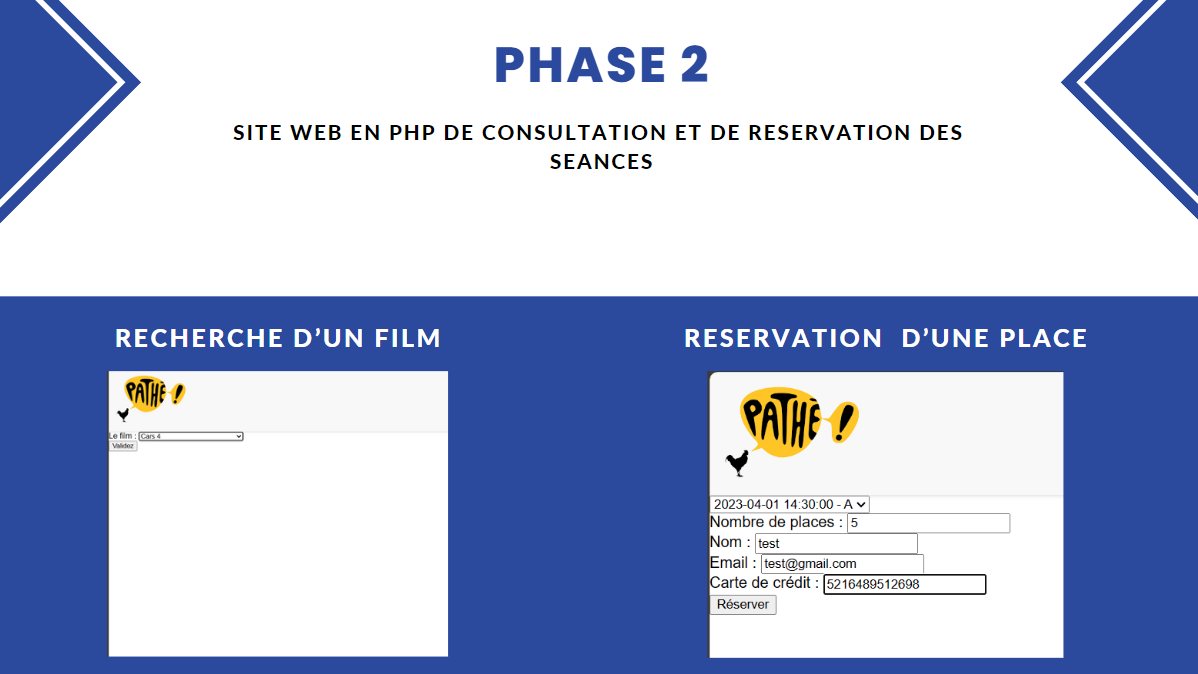 PHASE 2
SITE WEB EN PHP DE CONSULTATION ET DE RESERVATION DES
SEANCES
RECHERCHE D’UN FILM
RESERVATION D’UNE PLACE
PATHÉ!
Le film : Cars 4
Validez
PATHÉ!
2023-04-01 14:30:00 - A
Nombre de places : 5
Nom : test
Email : test@gmail.com
Carte de crédit : 5216489512698
Réserver